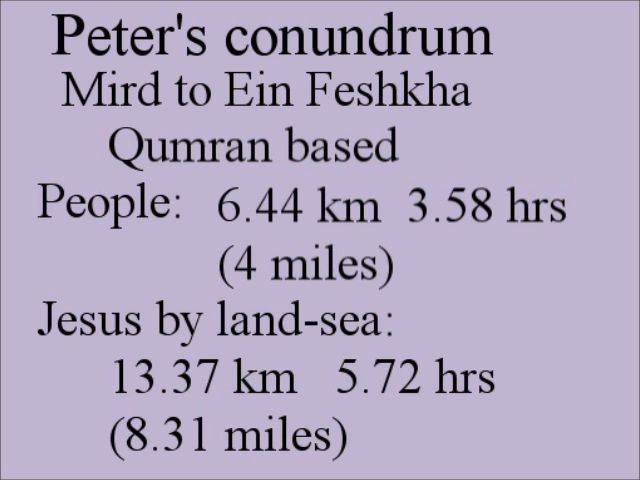 Peter's conundrum
Mird to Ein Feshkha
Qumran based
People: 6.44 km 3.58 hrs
(4 miles)
Jesus by land-sea:
13.37 km 5.72 hrs
(8.31 miles)